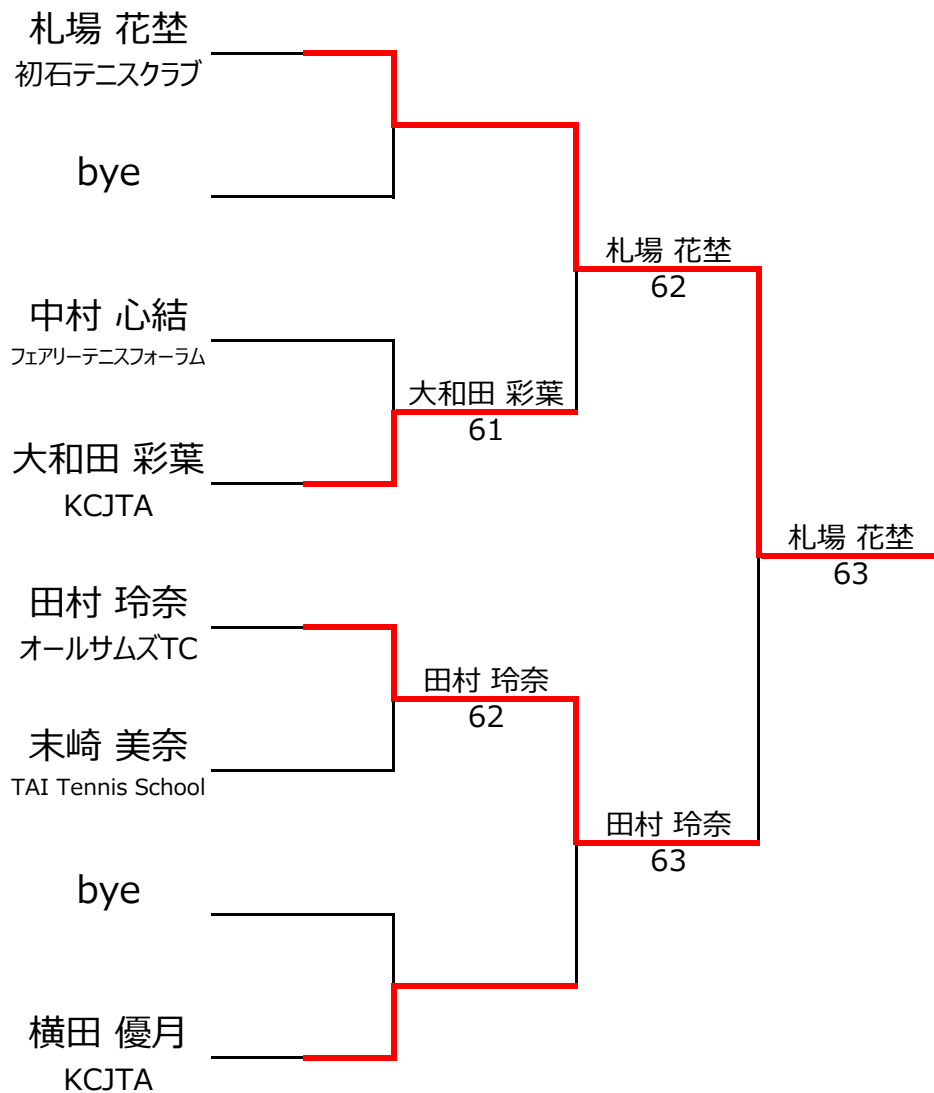 札場 花埜
初石テニスクラブ
bye
中村 心結
フェアリーテニスフォーラム
大和田 彩葉
KCJTA
田村 玲奈
オールサムズTC
末崎 美奈
TAI Tennis School
bye
横田 優月
KCJTA
大和田 彩葉
61
田村 玲奈
62
札場 花埜
62
田村 玲奈
63
札場 花埜
63